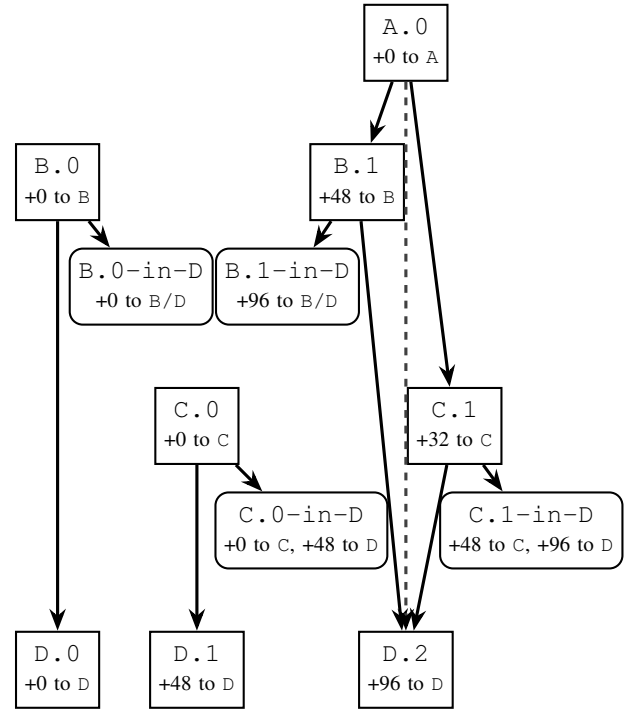 A.0
+0 to A
B.0
+0 to B
B.1
+48 to B
B.0-in-D
+0 to B/D
B.1-in-D
+96 to B/D
C.0
+0 to C
C.1
+32 to C
C.0-in-D
+0 to C, +48 to D
C.1-in-D
+48 to C, +96 to D
D.0
+0 to D
D.1
+48 to D
D.2
+96 to D